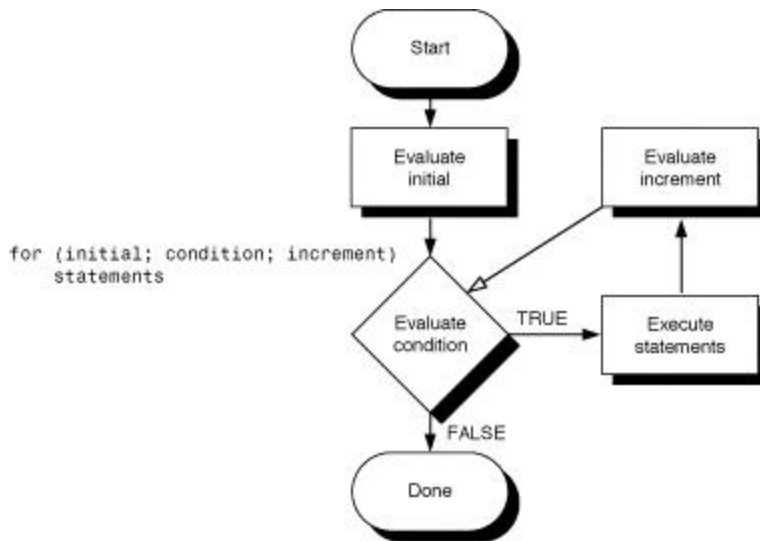 Start
Evaluate
initial
Evaluate
increment
for (initial; condition; increment)
statements
Evaluate
condition
TRUE
Execute
statements
FALSE
Done